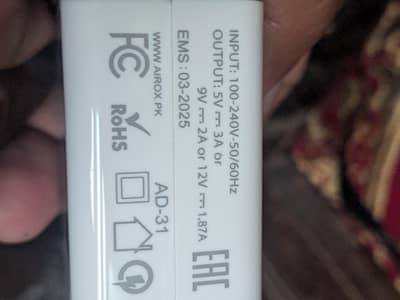 INPUT: 100-240V-50/60Hz
OUTPUT: 5V ⎓ 3A or
9V ⎓ 2A or 12V ⎓ 1.87A
EMS : 03-2025
WWW.AIROX.PK
EAC
FC
RoHS
AD-31